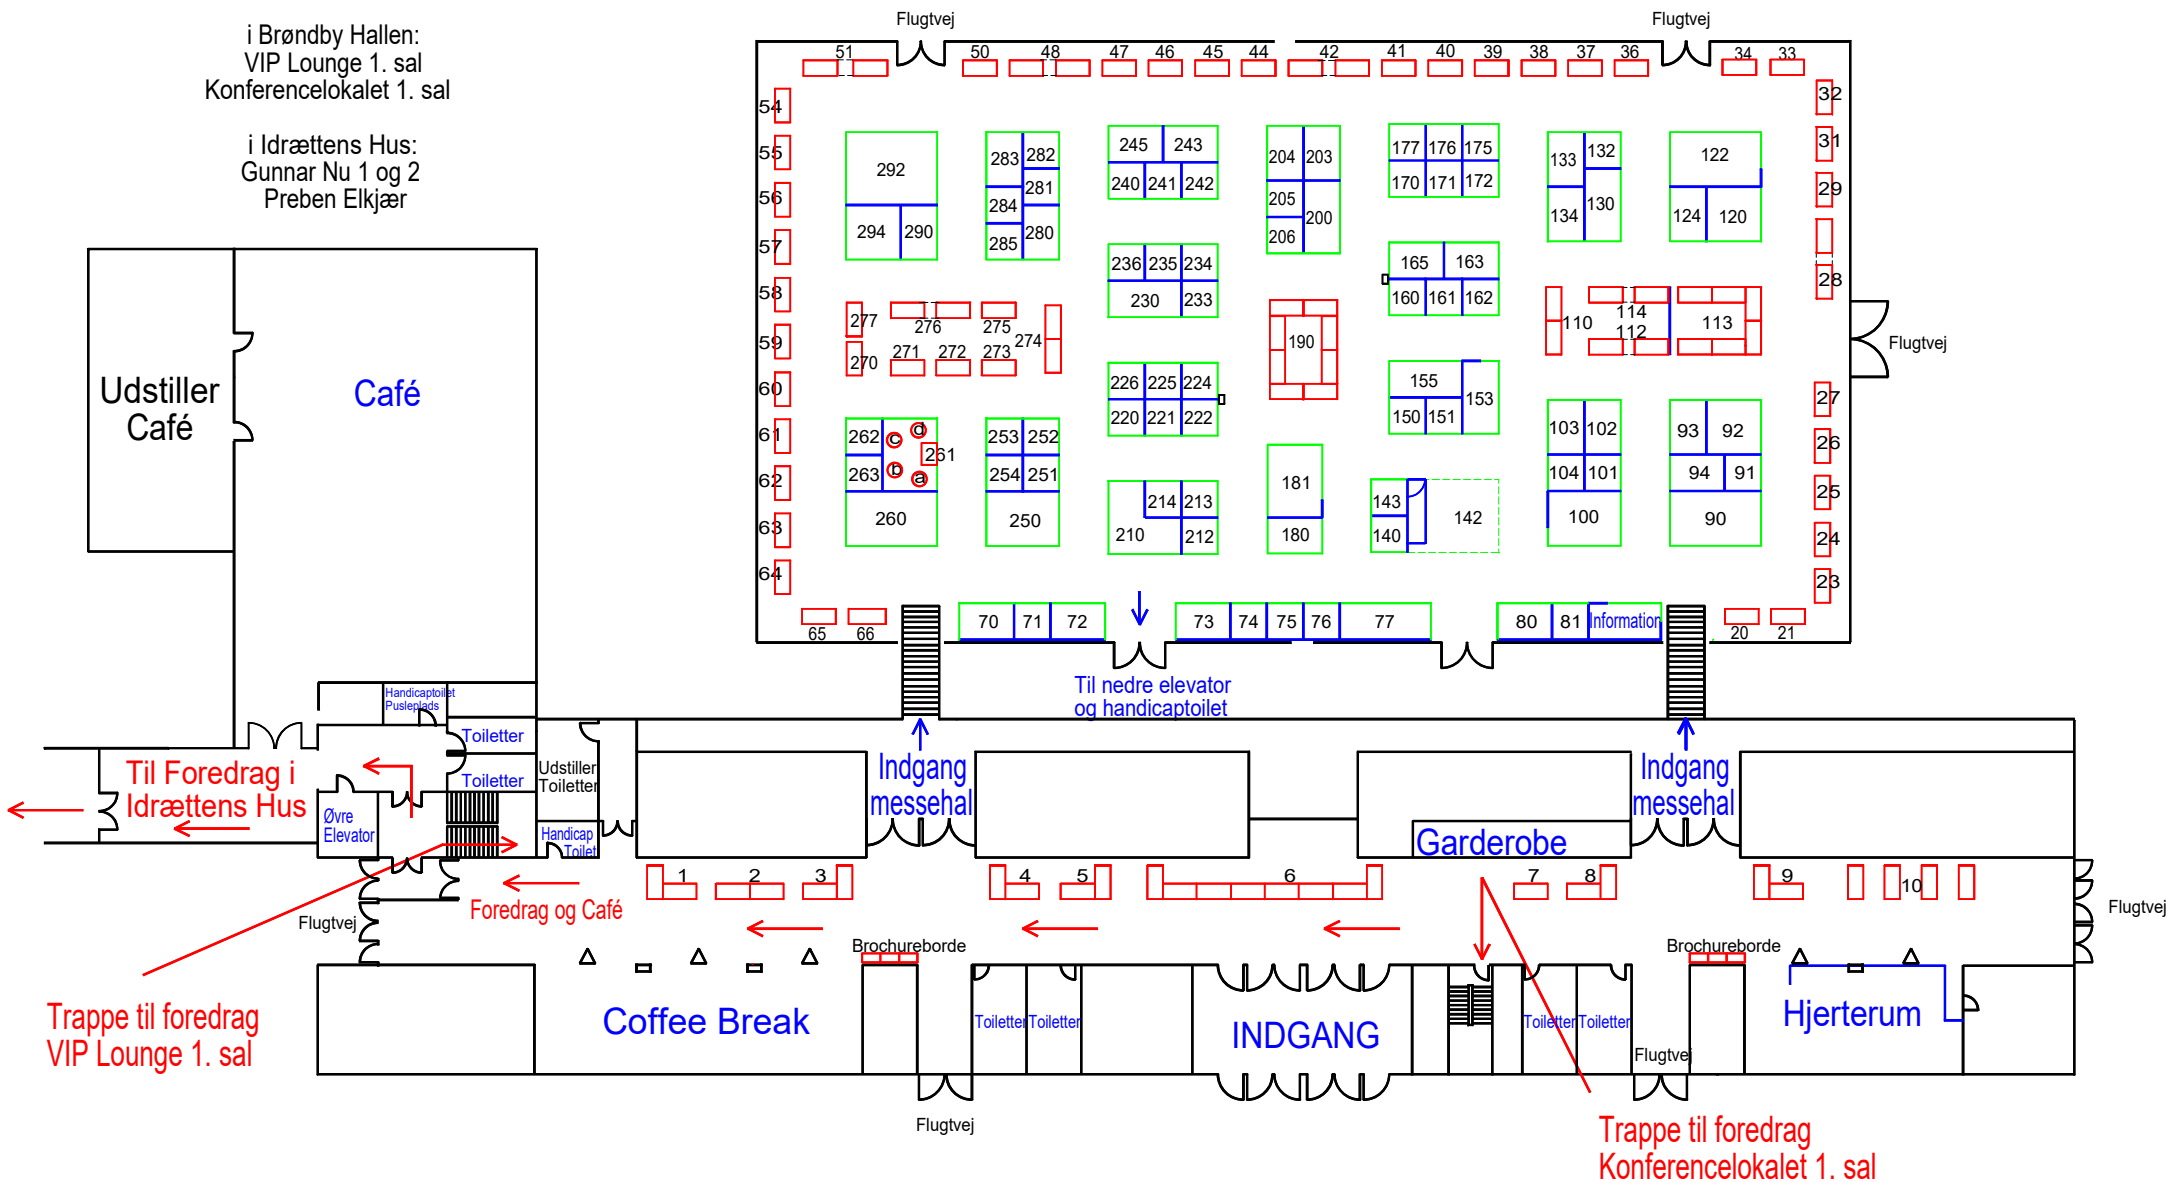 i Brøndby Hallen:
VIP Lounge 1. sal
Konferencelokalet 1. sal
i Idrættens Hus:
Gunnar Nu 1 og 2
Preben Elkjær
Flugtvej
Flugtvej
51 50 48 47 46 45 44 42 41 40 39 38 37 36 34 33
54
55
56
57
58
59
60
61
62
63
64
65 66
32
31
29
28
Flugtvej
27
26
25
24
23
20 21
292
294 290
283 282
281
284
285 280
245 243
240 241 242
204 203
205
206 200
177 176 175
170 171 172
133 132
134 130
122
124 120
236 235 234
230 233
165 163
160 161 162
277 276 275 274
270 271 272 273
190
110 114 113
112
226 225 224
220 221 222
155 153
150 151
262 c d
261
263 b a
260
253 252
254 251
250
214 213
210 212
181
180
143 142
140
103 102
104 101
100
93 92
94 91
90
70 71 72
73 74 75 76 77
80 81 Information
Til nedre elevator
og handicaptoilet
Udstiller
Café
Café
Handicaptoilet
Pusleplads
Toiletter
Toiletter
Udstiller
Toiletter
Handicap
Toilet
Øvre
Elevator
Til Foredrag i
Idrættens Hus
Indgang
messehal
Indgang
messehal
Garderobe
1 2 3 4 5 6 7 8 9 10
Foredrag og Café
Flugtvej
Flugtvej
Brochureborde
Brochureborde
Trappe til foredrag
VIP Lounge 1. sal
Coffee Break
Toiletter Toiletter
INDGANG
Toiletter Toiletter
Flugtvej
Hjerterum
Flugtvej
Trappe til foredrag
Konferencelokalet 1. sal